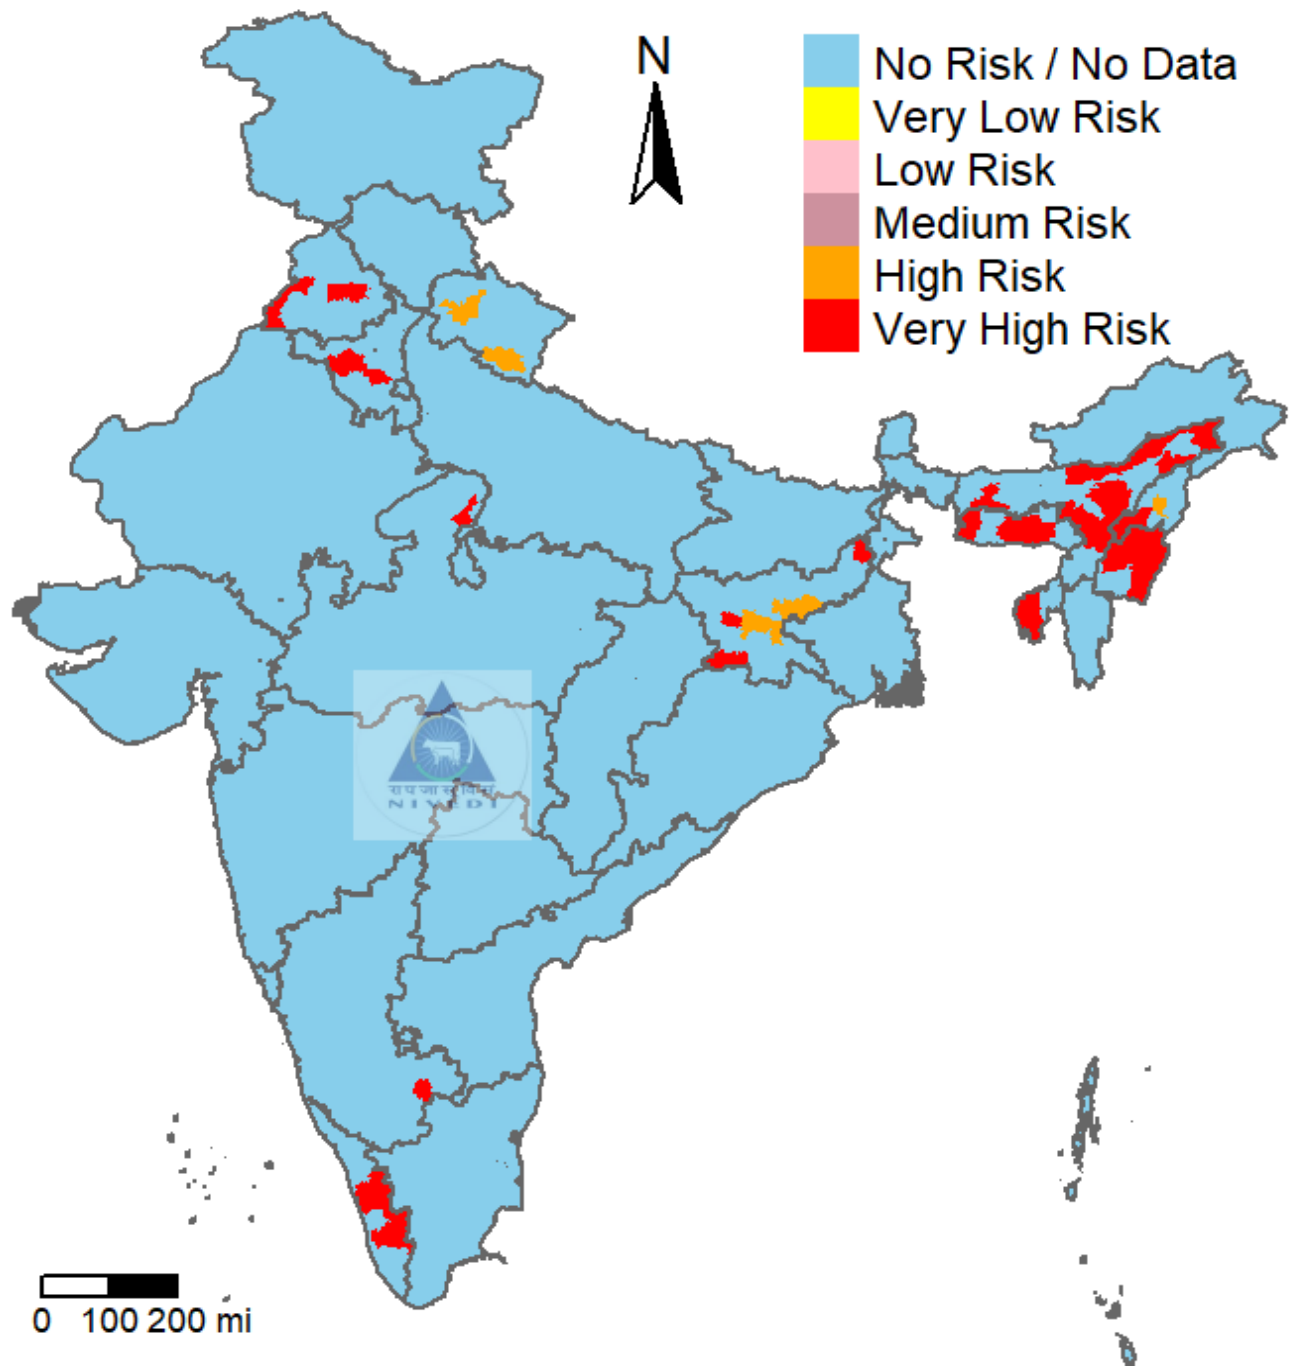 N
No Risk / No Data
Very Low Risk
Low Risk
Medium Risk
High Risk
Very High Risk
NIVEDI
0 100 200 mi